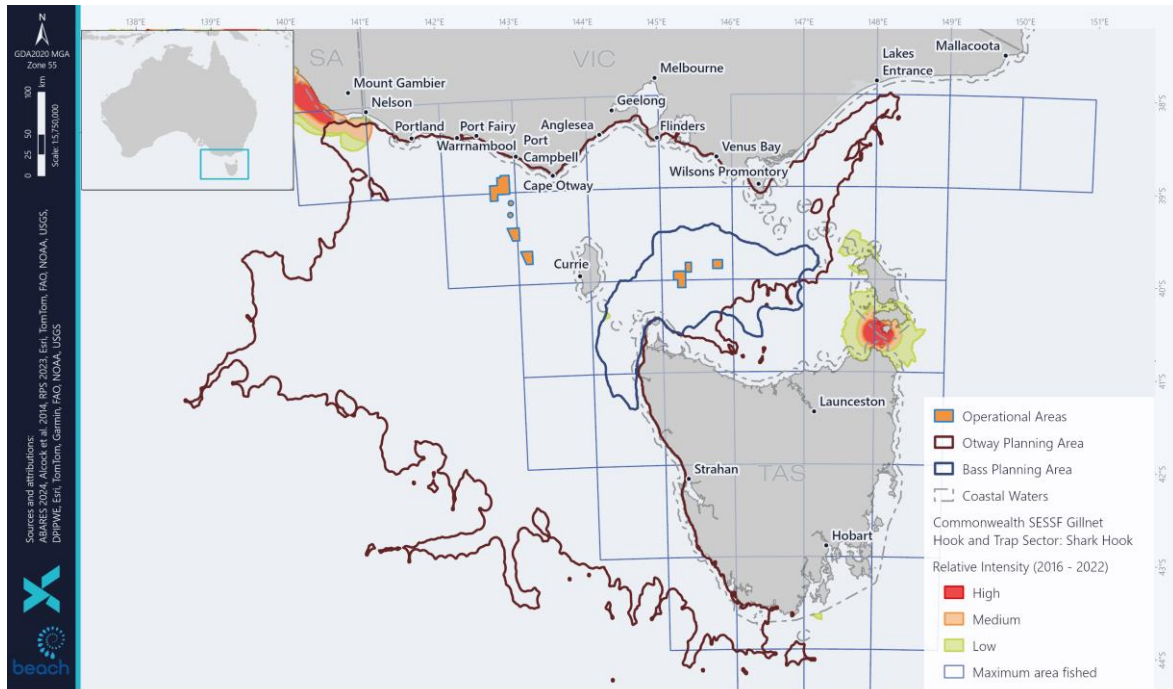 138°E 139°E 140°E 141°E 142°E 143°E 144°E 145°E 146°E 147°E 148°E 149°E 150°E 151°E
N
GDA2020 MGA
Zone 55
100
50
25
0
km
Scale: 1:5,750,000
Sources and attributions:
ABARES 2024, Alcock et al. 2014, RPS 2023, Esri, TomTom, FAO, NOAA, USGS,
DPIPWE, Esri, TomTom, Garmin, FAO, NOAA, USGS
beach
SA
VIC
TAS
Mount Gambier
Nelson
Portland
Port Fairy
Warrnambool
Port
Campbell
Cape Otway
Anglesea
Geelong
Melbourne
Flinders
Venus Bay
Wilsons Promontory
Lakes
Entrance
Mallacoota
Currie
Launceston
Strahan
Hobart
38°S
39°S
40°S
41°S
42°S
43°S
44°S
Operational Areas
Otway Planning Area
Bass Planning Area
Coastal Waters
Commonwealth SESSF Gillnet
Hook and Trap Sector: Shark Hook
Relative Intensity (2016 - 2022)
High
Medium
Low
Maximum area fished